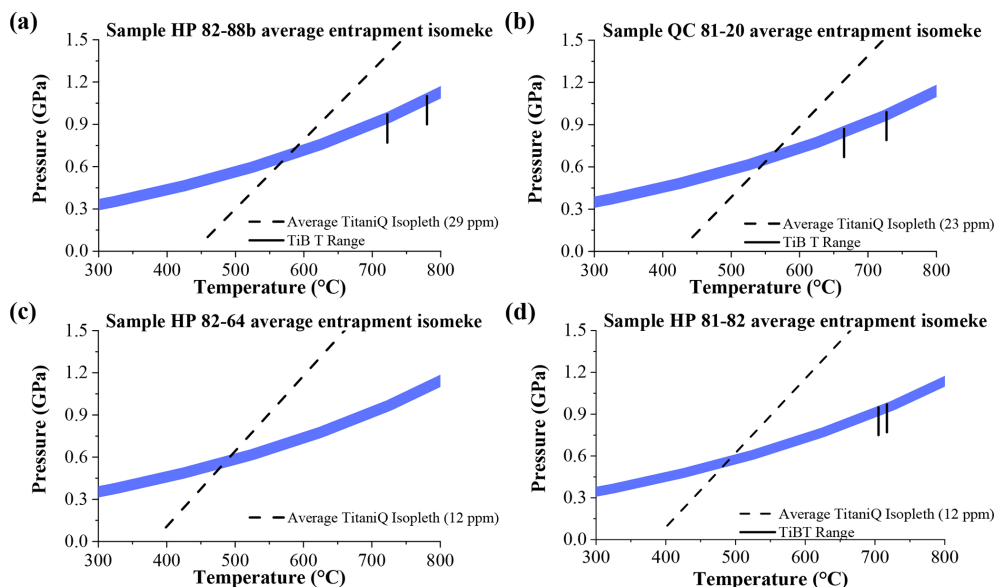 (a)
Sample HP 82-88b average entrapment isomeke
1.5
1.2
0.9
0.6
0.3
0.0
Pressure (GPa)
Average TitaniQ Isopleth (29 ppm)
TiB T Range
300 400 500 600 700 800
Temperature (°C)
(b)
Sample QC 81-20 average entrapment isomeke
1.5
1.2
0.9
0.6
0.3
0.0
Pressure (GPa)
Average TitaniQ Isopleth (23 ppm)
TiB T Range
300 400 500 600 700 800
Temperature (°C)
(c)
Sample HP 82-64 average entrapment isomeke
1.5
1.2
0.9
0.6
0.3
0.0
Pressure (GPa)
Average TitaniQ Isopleth (12 ppm)
300 400 500 600 700 800
Temperature (°C)
(d)
Sample HP 81-82 average entrapment isomeke
1.5
1.2
0.9
0.6
0.3
0.0
Pressure (GPa)
Average TitaniQ Isopleth (12 ppm)
TiBT Range
300 400 500 600 700 800
Temperature (°C)